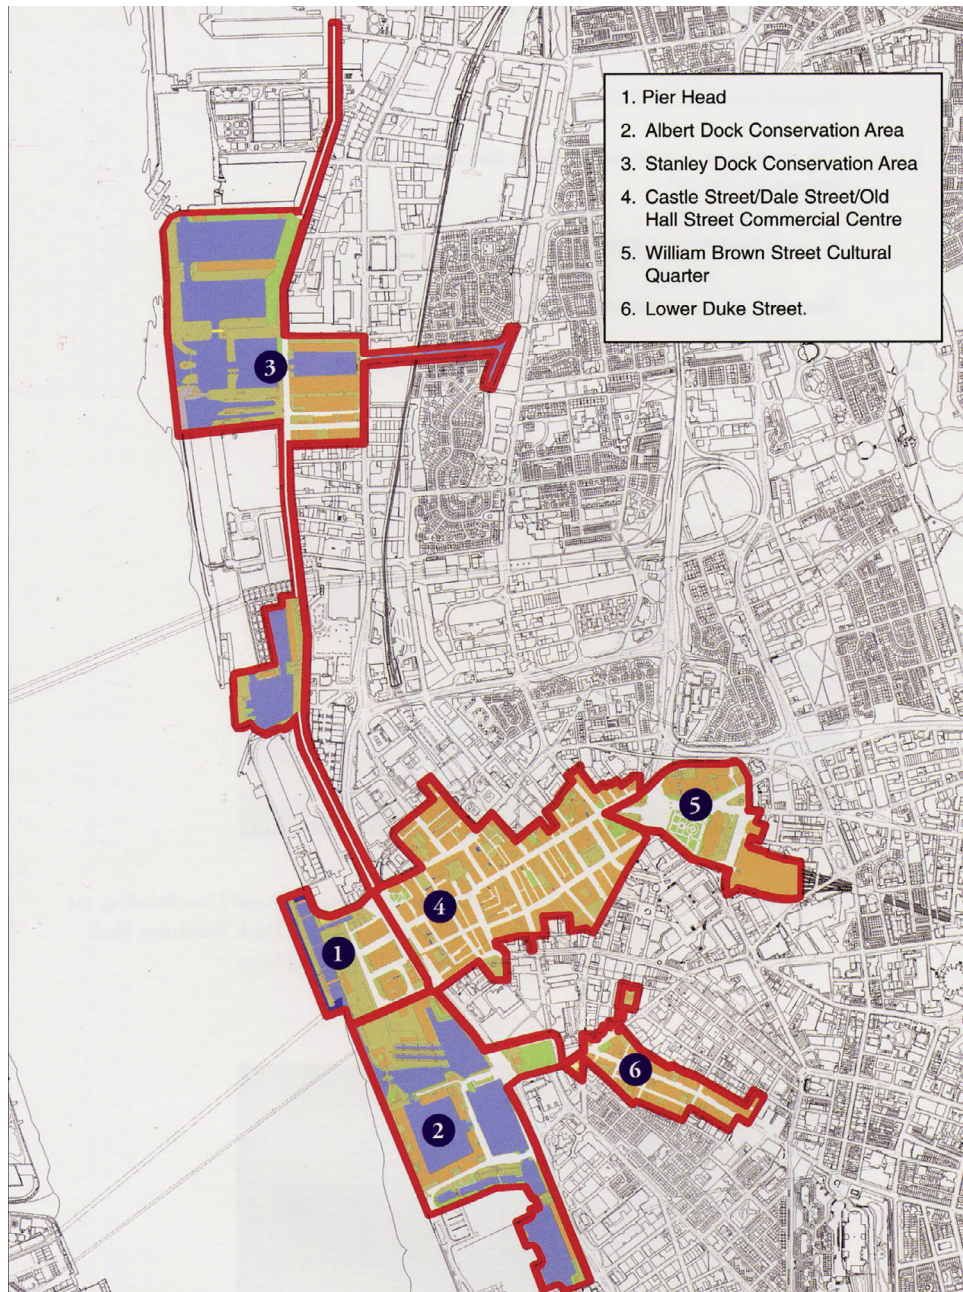 1. Pier Head
2. Albert Dock Conservation Area
3. Stanley Dock Conservation Area
4. Castle Street/Dale Street/Old
Hall Street Commercial Centre
5. William Brown Street Cultural
Quarter
6. Lower Duke Street.
3
5
4
1
6
2